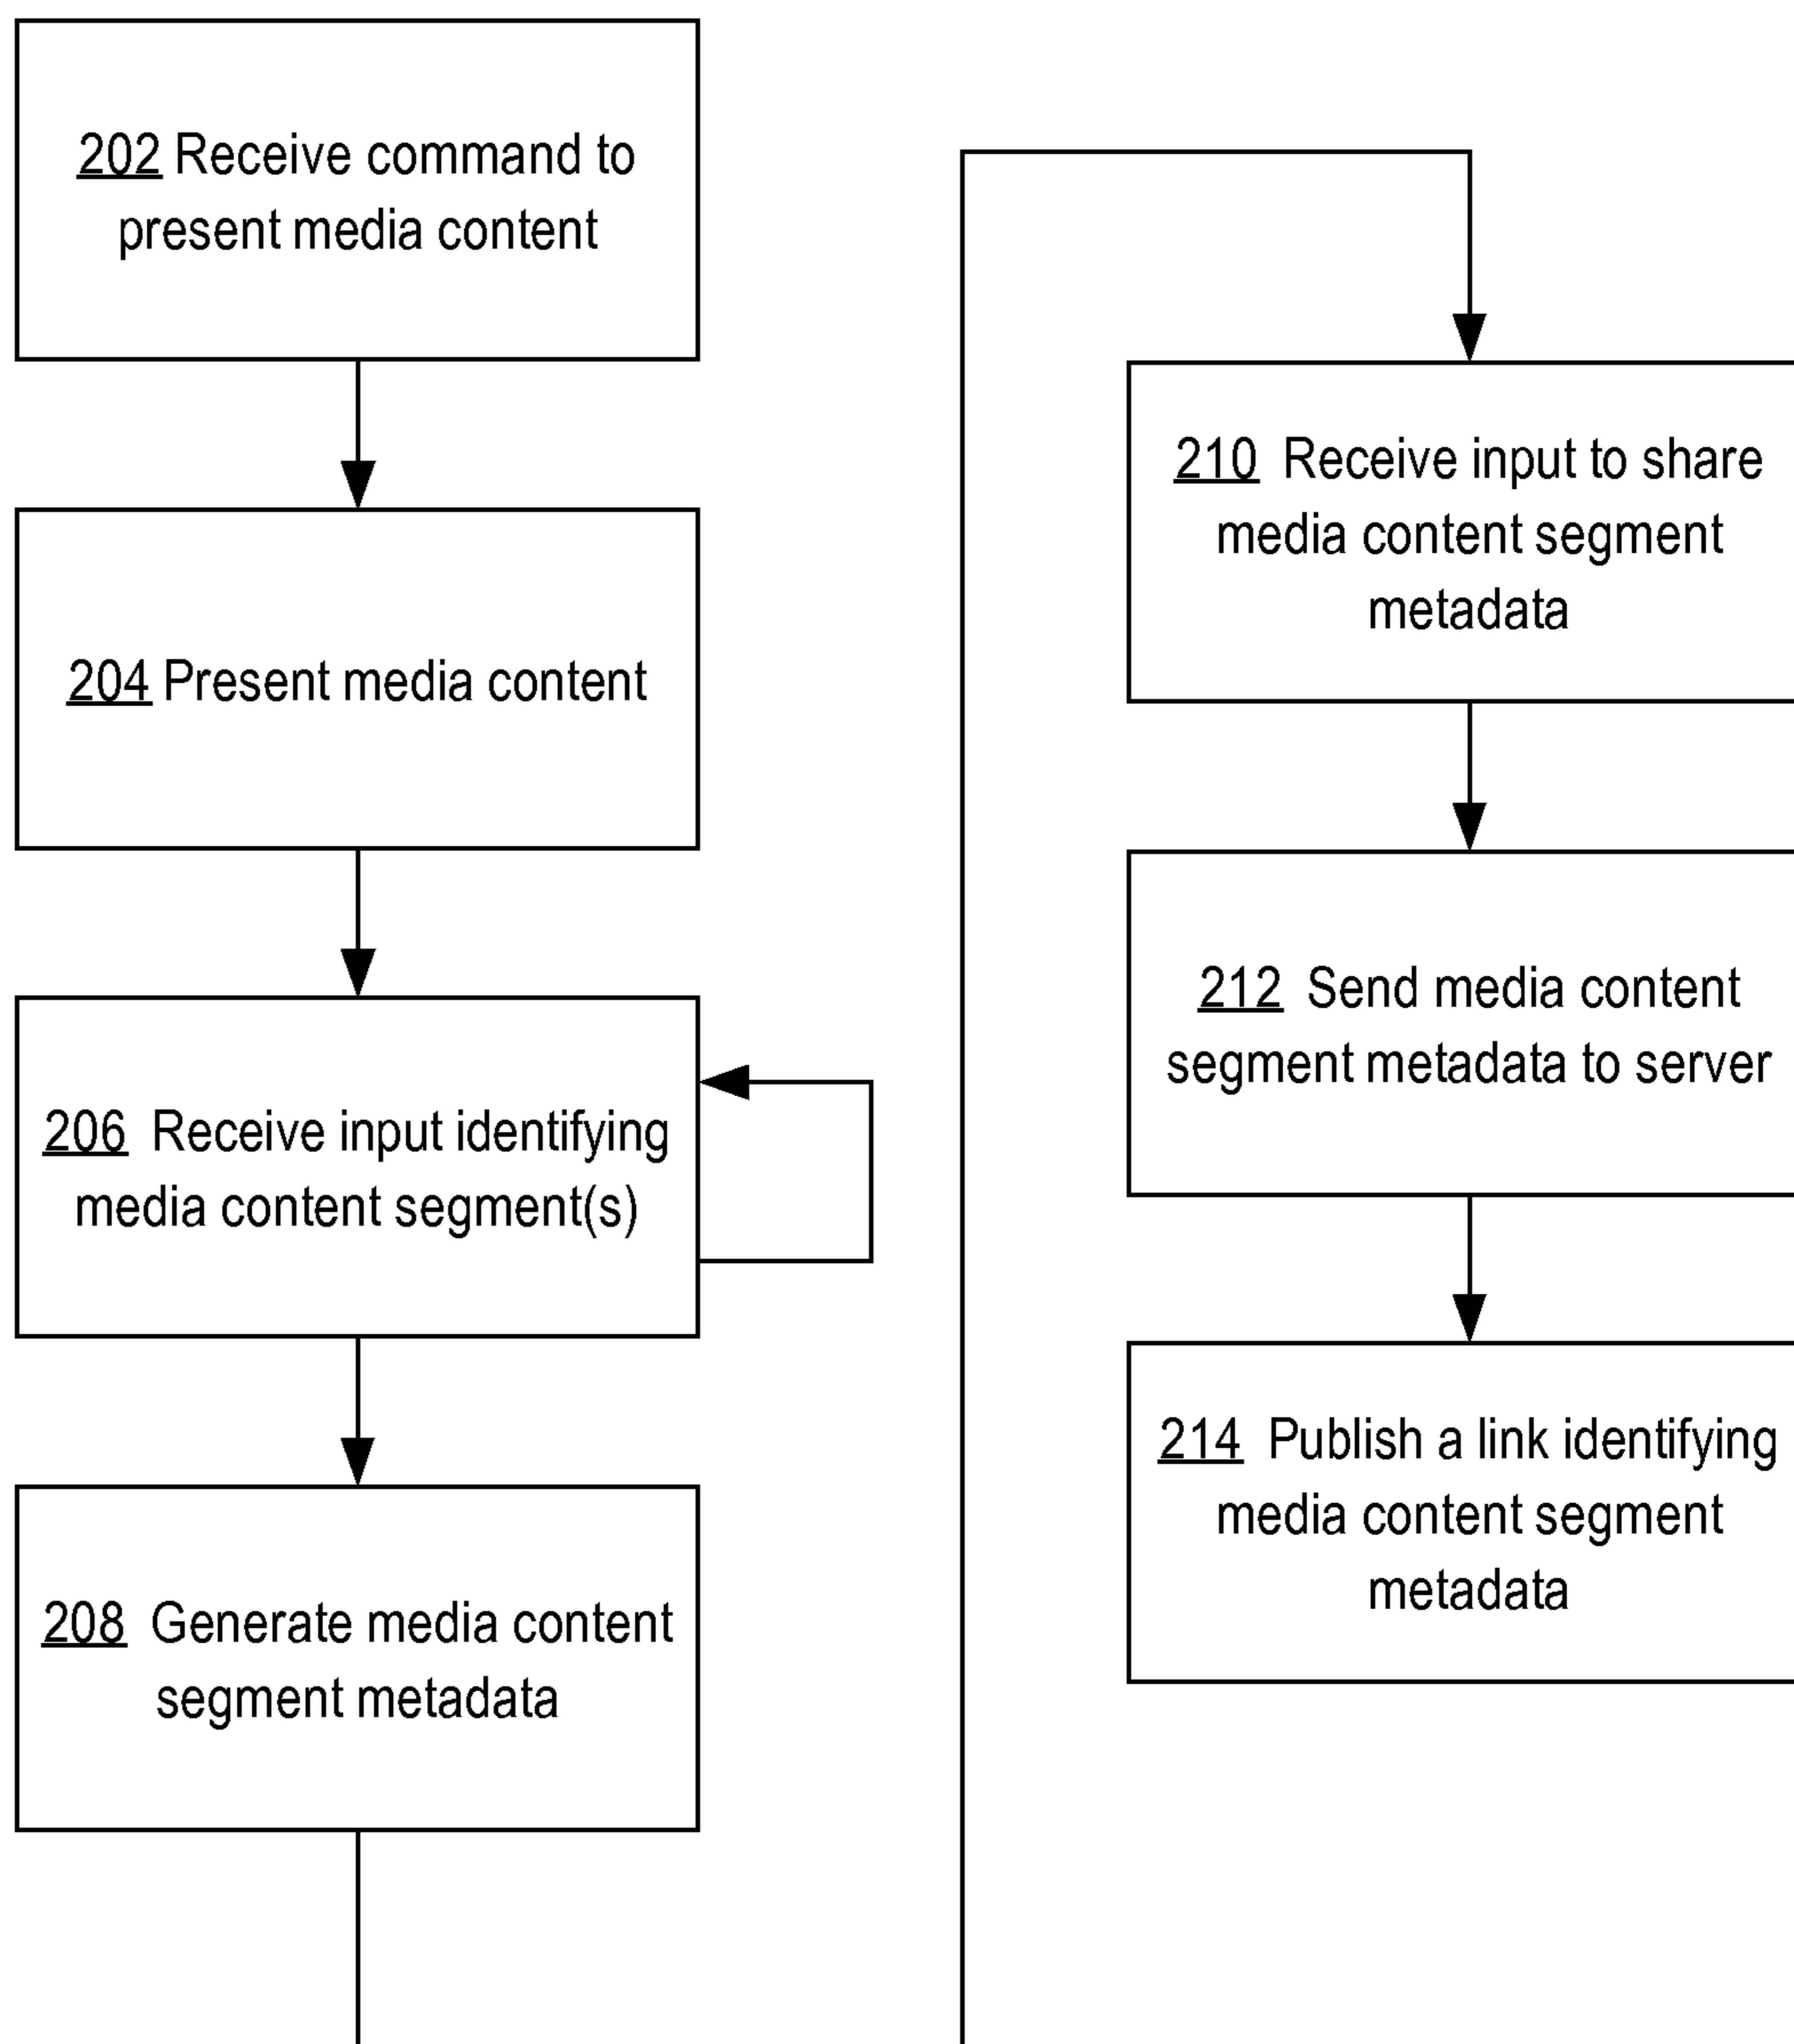 202 Receive command to
present media content
204 Present media content
206 Receive input identifying
media content segment(s)
208 Generate media content
segment metadata
210 Receive input to share
media content segment
metadata
212 Send media content
segment metadata to server
214 Publish a link identifying
media content segment
metadata